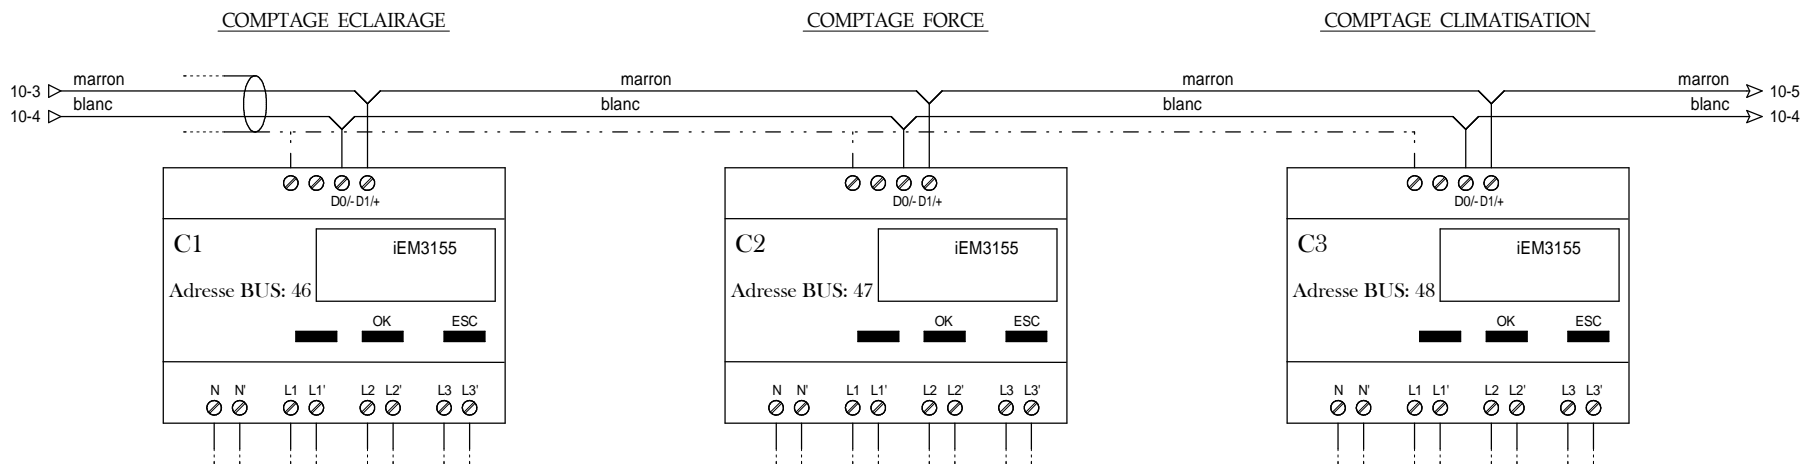 COMPTAGE ECLAIRAGE COMPTAGE FORCE COMPTAGE CLIMATISATION
marron marron marron marron
10-3 10-5
blanc blanc blanc blanc
10-4 10-4
D0/- D1/+ D0/- D1/+ D0/- D1/+
C1 iEM3155 C2 iEM3155 C3 iEM3155
Adresse BUS: 46 Adresse BUS: 47 Adresse BUS: 48
OK ESC OK ESC OK ESC
N N' L1 L1' L2 L2' L3 L3' N N' L1 L1' L2 L2' L3 L3' N N' L1 L1' L2 L2' L3 L3'